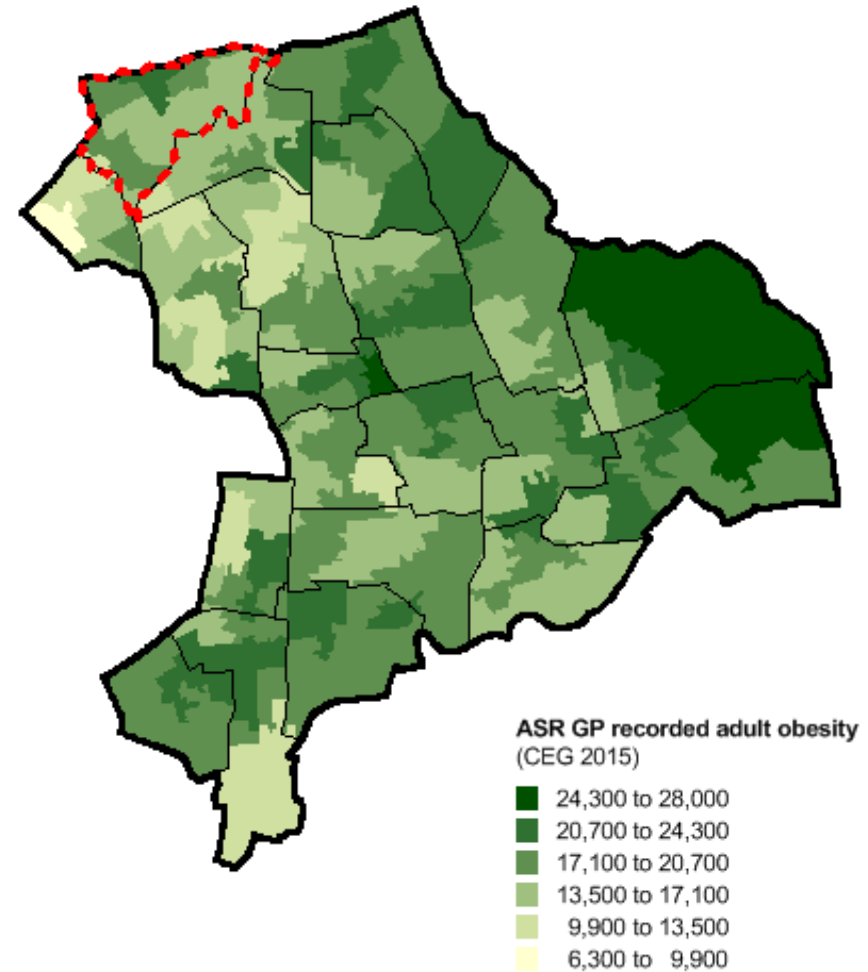 ASR GP recorded adult obesity
(CEG 2015)
24,300 to 28,000
20,700 to 24,300
17,100 to 20,700
13,500 to 17,100
9,900 to 13,500
6,300 to 9,900